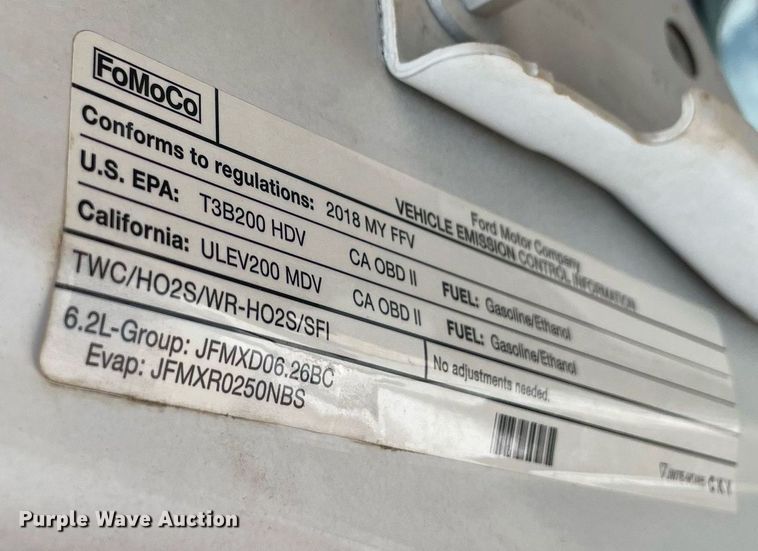 FoMoCo
Ford Motor Company
VEHICLE EMISSION CONTROL INFORMATION
Conforms to regulations: 2018 MY FFV
U.S. EPA: T3B200 HDV CA OBD II FUEL: Gasoline/Ethanol
California: ULEV200 MDV CA OBD II FUEL: Gasoline/Ethanol
TWC/HO2S/WR-HO2S/SFI No adjustments needed.
6.2L-Group: JFMXD06.26BC
Evap: JFMXR0250NBS
Purple Wave Auction